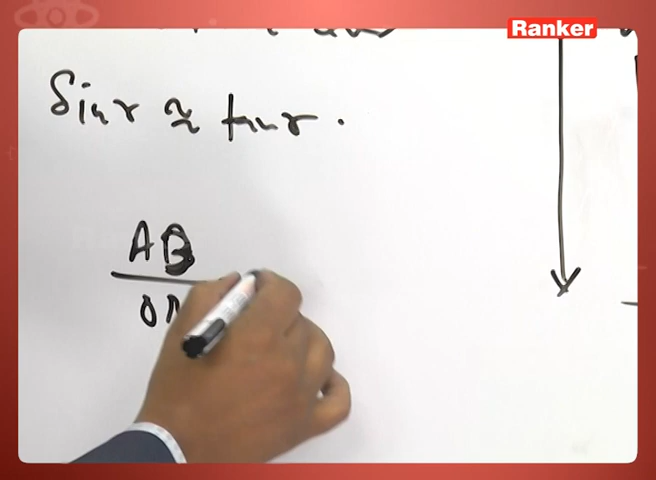 Ranker
Sin r ≈ tan r .
AB